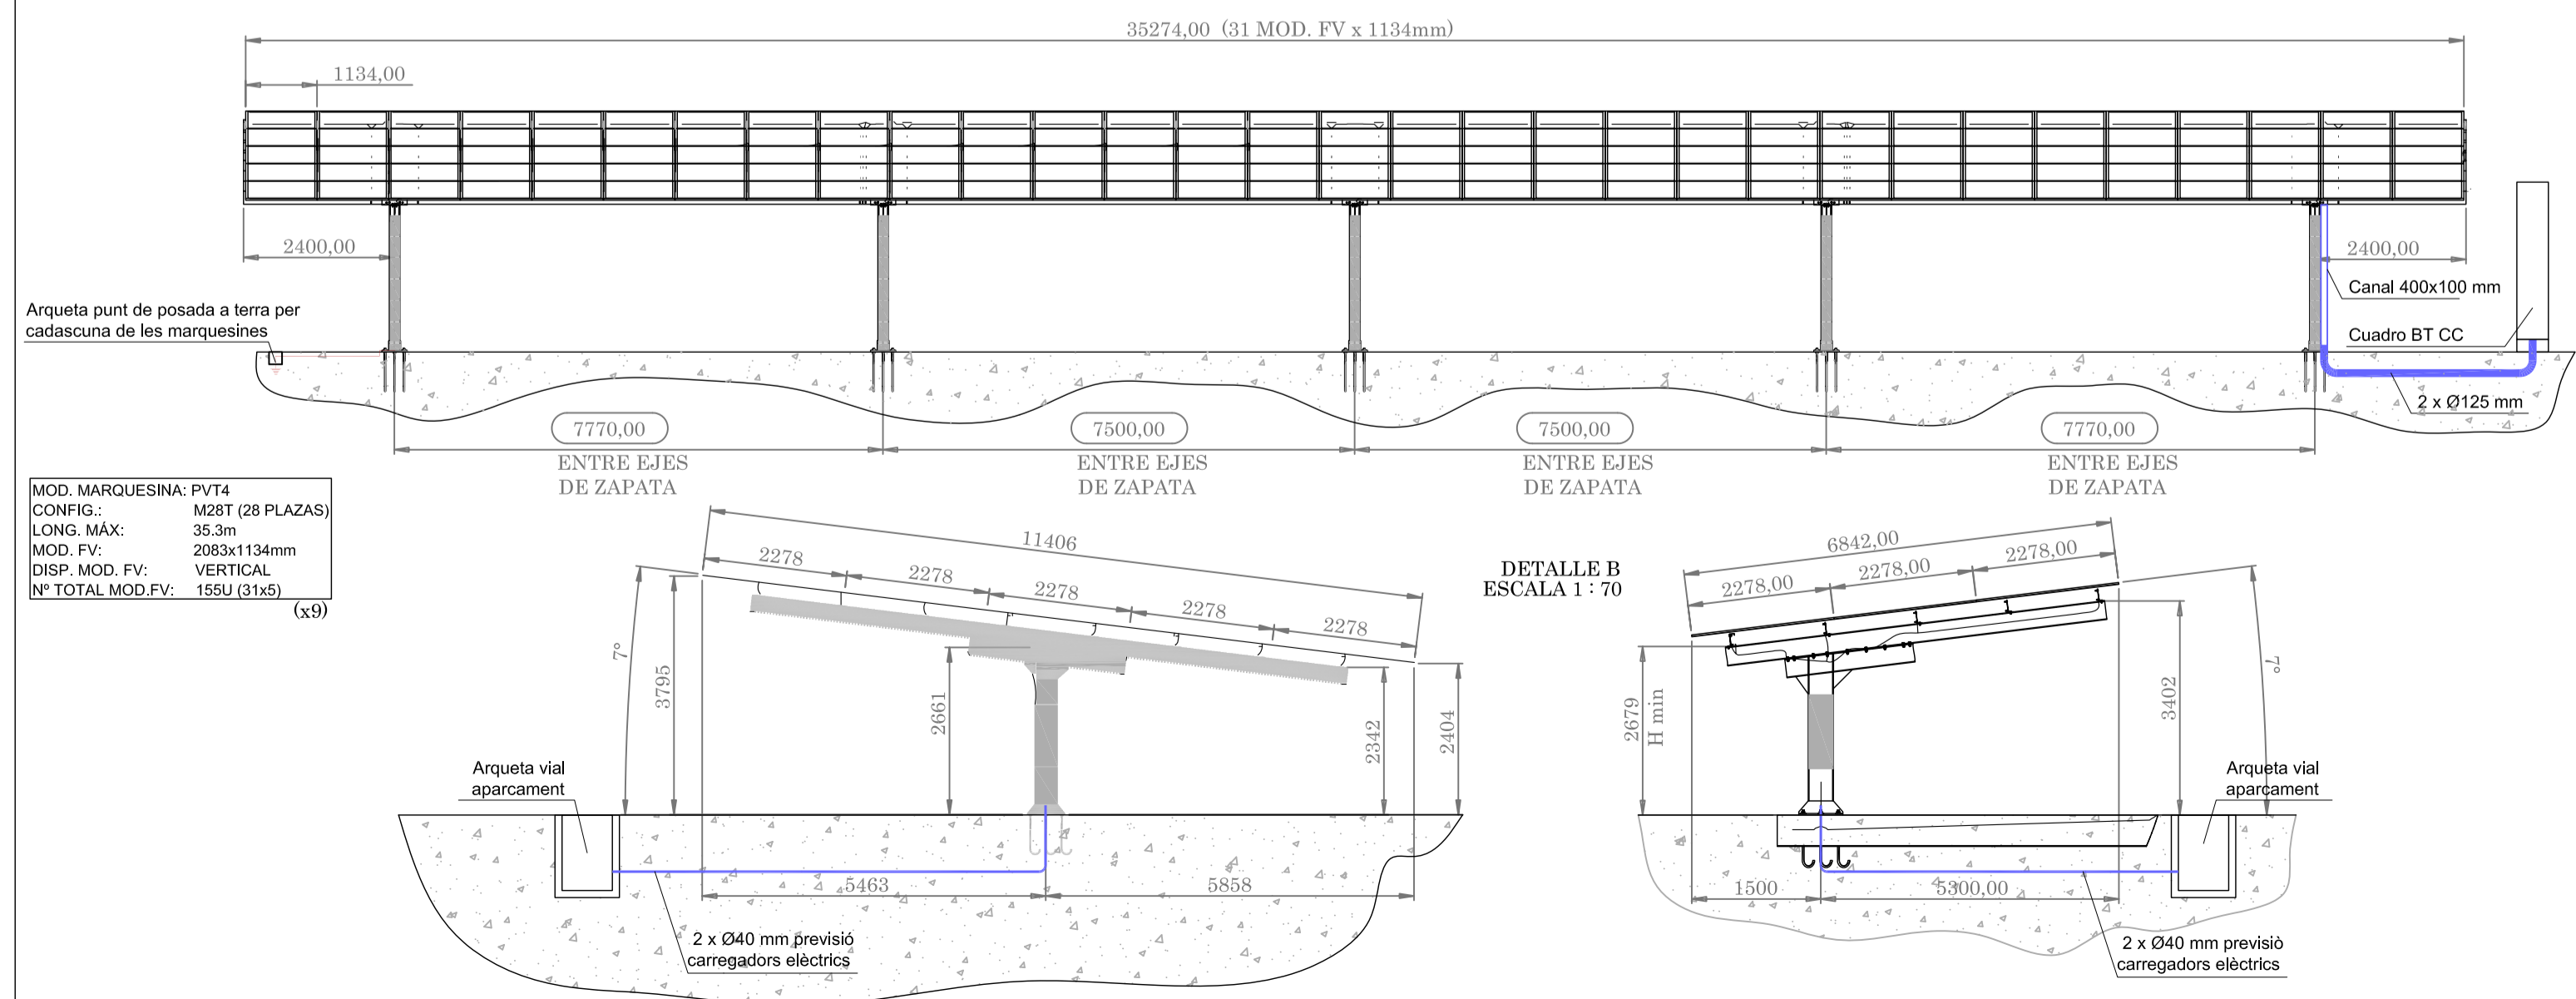 35274,00 (31 MOD. FV x 1134mm)
1134,00
2400,00
2400,00
Canal 400x100 mm
Arqueta punt de posada a terra per
cadascuna de les marquesines
Cuadro BT CC
2 x Ø125 mm
7770,00
7500,00
7500,00
7770,00
ENTRE EJES
DE ZAPATA
ENTRE EJES
DE ZAPATA
ENTRE EJES
DE ZAPATA
ENTRE EJES
DE ZAPATA
MOD. MARQUESINA: PVT4
CONFIG.: M28T (28 PLAZAS)
LONG. MÁX: 35.3m
MOD. FV: 2083x1134mm
DISP. MOD. FV: VERTICAL
Nº TOTAL MOD.FV: 155U (31x5)
(x9)
11406
2278
2278
2278
2278
2278
7°
3795
2661
2342
2404
Arqueta vial
aparcament
5463
5858
2 x Ø40 mm previsió
carregadors elèctrics
DETALLE B
ESCALA 1 : 70
6842,00
2278,00
2278,00
2278,00
2679
H min
3402
7°
Arqueta vial
aparcament
1500
5300,00
2 x Ø40 mm previsiò
carregadors elèctrics